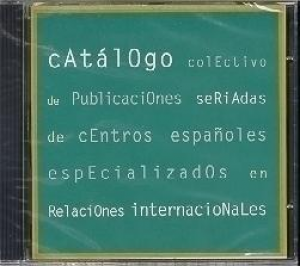 cAtálOgo colEctivo
de PublicaciOnes seRiAdas
de cEntros españoles
espEcializadOs en
RelaciOnes internacioNaLes